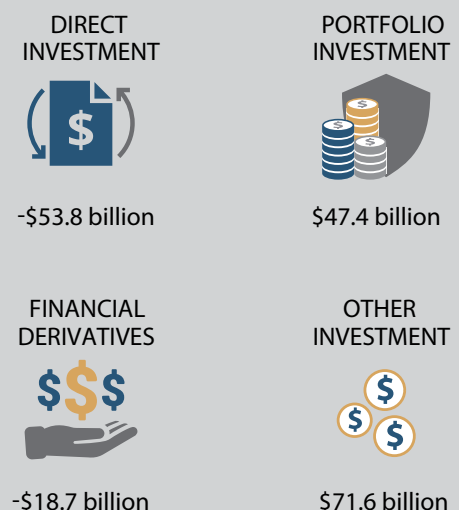 DIRECT
INVESTMENT
$
-$53.8 billion
PORTFOLIO
INVESTMENT
$
$
$
$47.4 billion
FINANCIAL
DERIVATIVES
$$$
-$18.7 billion
OTHER
INVESTMENT
$
$
$
$71.6 billion